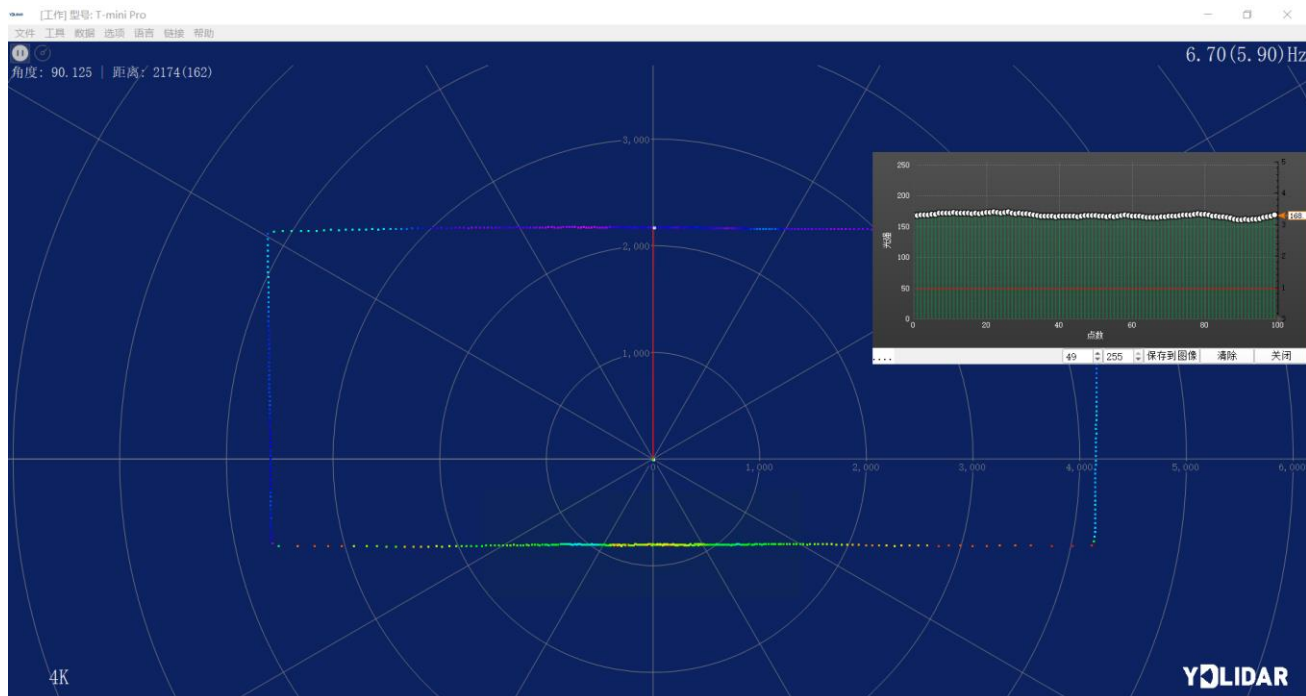 [工作] 型号: T-mini Pro
文件 工具 数据 选项 语言 链接 帮助
6.70(5.90)Hz
角度: 90.125 | 距离: 2174(162)
3,000
2,000
1,000
0 1,000 2,000 3,000 4,000 5,000 6,000
250
200
150
100
50
0
光强
5
4
3
2
1
168.
0 20 40 60 80 100
点数
.... 49 255 保存到图像 清除 关闭
4K
YDLIDAR